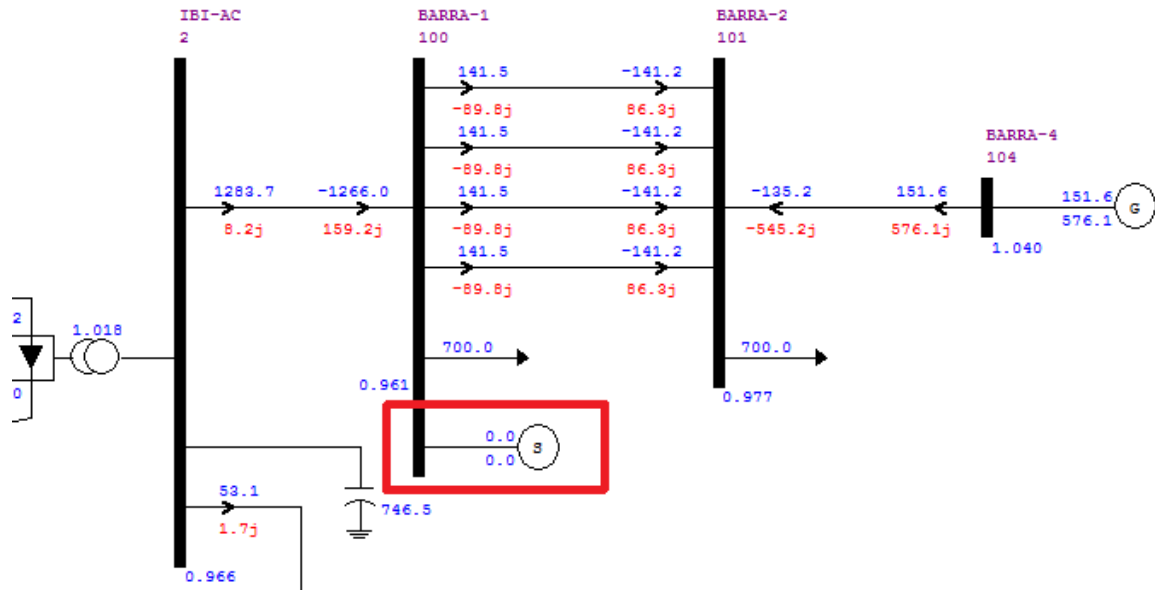 IBI-AC
2
BARRA-1
100
BARRA-2
101
141.5
-141.2
-89.8j
86.3j
141.5
-141.2
-89.8j
86.3j
BARRA-4
104
1283.7
-1266.0
8.2j
159.2j
141.5
-141.2
-89.8j
86.3j
-135.2
151.6
-545.2j
576.1j
151.6
576.1
G
1.040
141.5
-141.2
-89.8j
86.3j
2
1.018
0
700.0
700.0
0.961
0.977
0.0
0.0
S
53.1
1.7j
746.5
0.966